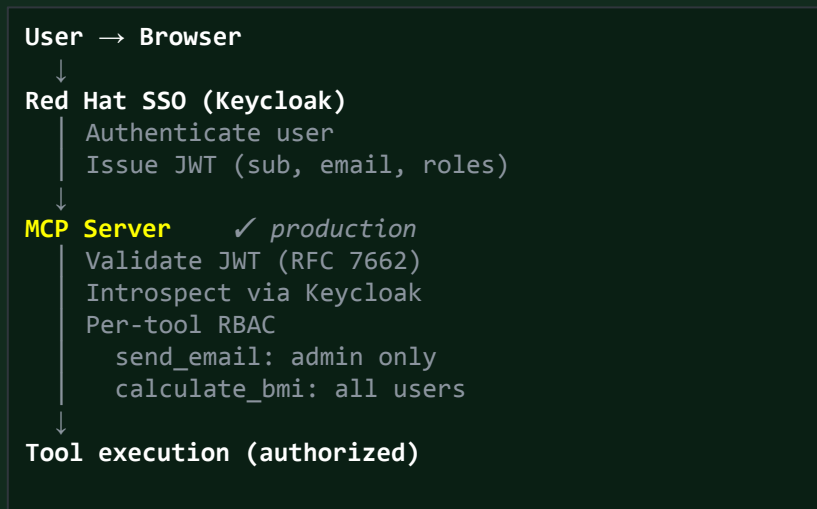 User → Browser
↓
Red Hat SSO (Keycloak)
Authenticate user
Issue JWT (sub, email, roles)
↓
MCP Server ✓ production
Validate JWT (RFC 7662)
Introspect via Keycloak
Per-tool RBAC
send_email: admin only
calculate_bmi: all users
↓
Tool execution (authorized)